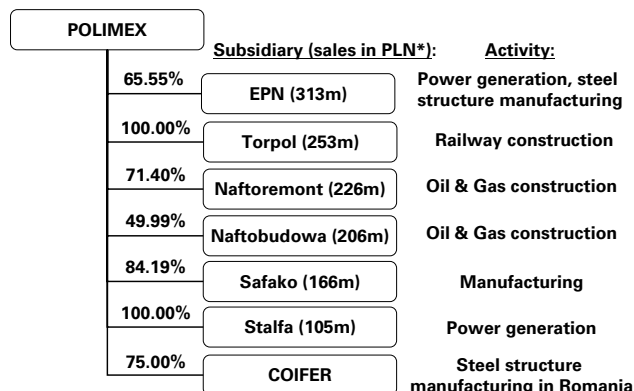 POLIMEX
Subsidiary (sales in PLN*): Activity:
65.55% EPN (313m) Power generation, steel
structure manufacturing
100.00% Torpol (253m) Railway construction
71.40% Naftoremont (226m) Oil & Gas construction
49.99% Naftobudowa (206m) Oil & Gas construction
84.19% Safako (166m) Manufacturing
100.00% Stalfa (105m) Power generation
75.00% COIFER Steel structure
manufacturing in Romania